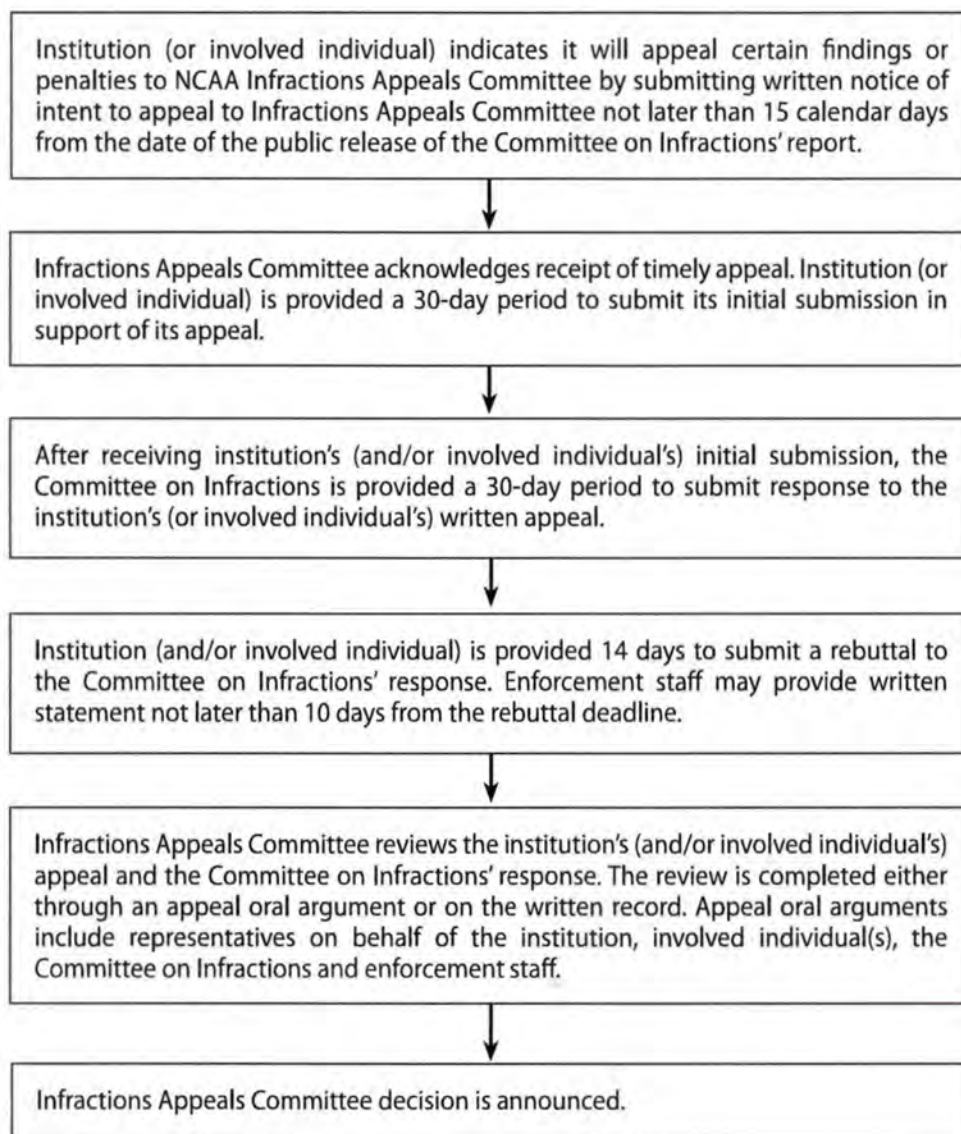 Institution (or involved individual) indicates it will appeal certain findings or
penalties to NCAA Infractions Appeals Committee by submitting written notice of
intent to appeal to Infractions Appeals Committee not later than 15 calendar days
from the date of the public release of the Committee on Infractions' report.
Infractions Appeals Committee acknowledges receipt of timely appeal. Institution (or
involved individual) is provided a 30-day period to submit its initial submission in
support of its appeal.
After receiving institution's (and/or involved individual's) initial submission, the
Committee on Infractions is provided a 30-day period to submit response to the
institution's (or involved individual's) written appeal.
Institution (and/or involved individual) is provided 14 days to submit a rebuttal to
the Committee on Infractions' response. Enforcement staff may provide written
statement not later than 10 days from the rebuttal deadline.
Infractions Appeals Committee reviews the institution's (and/or involved individual's)
appeal and the Committee on Infractions' response. The review is completed either
through an appeal oral argument or on the written record. Appeal oral arguments
include representatives on behalf of the institution, involved individual(s), the
Committee on Infractions and enforcement staff.
Infractions Appeals Committee decision is announced.